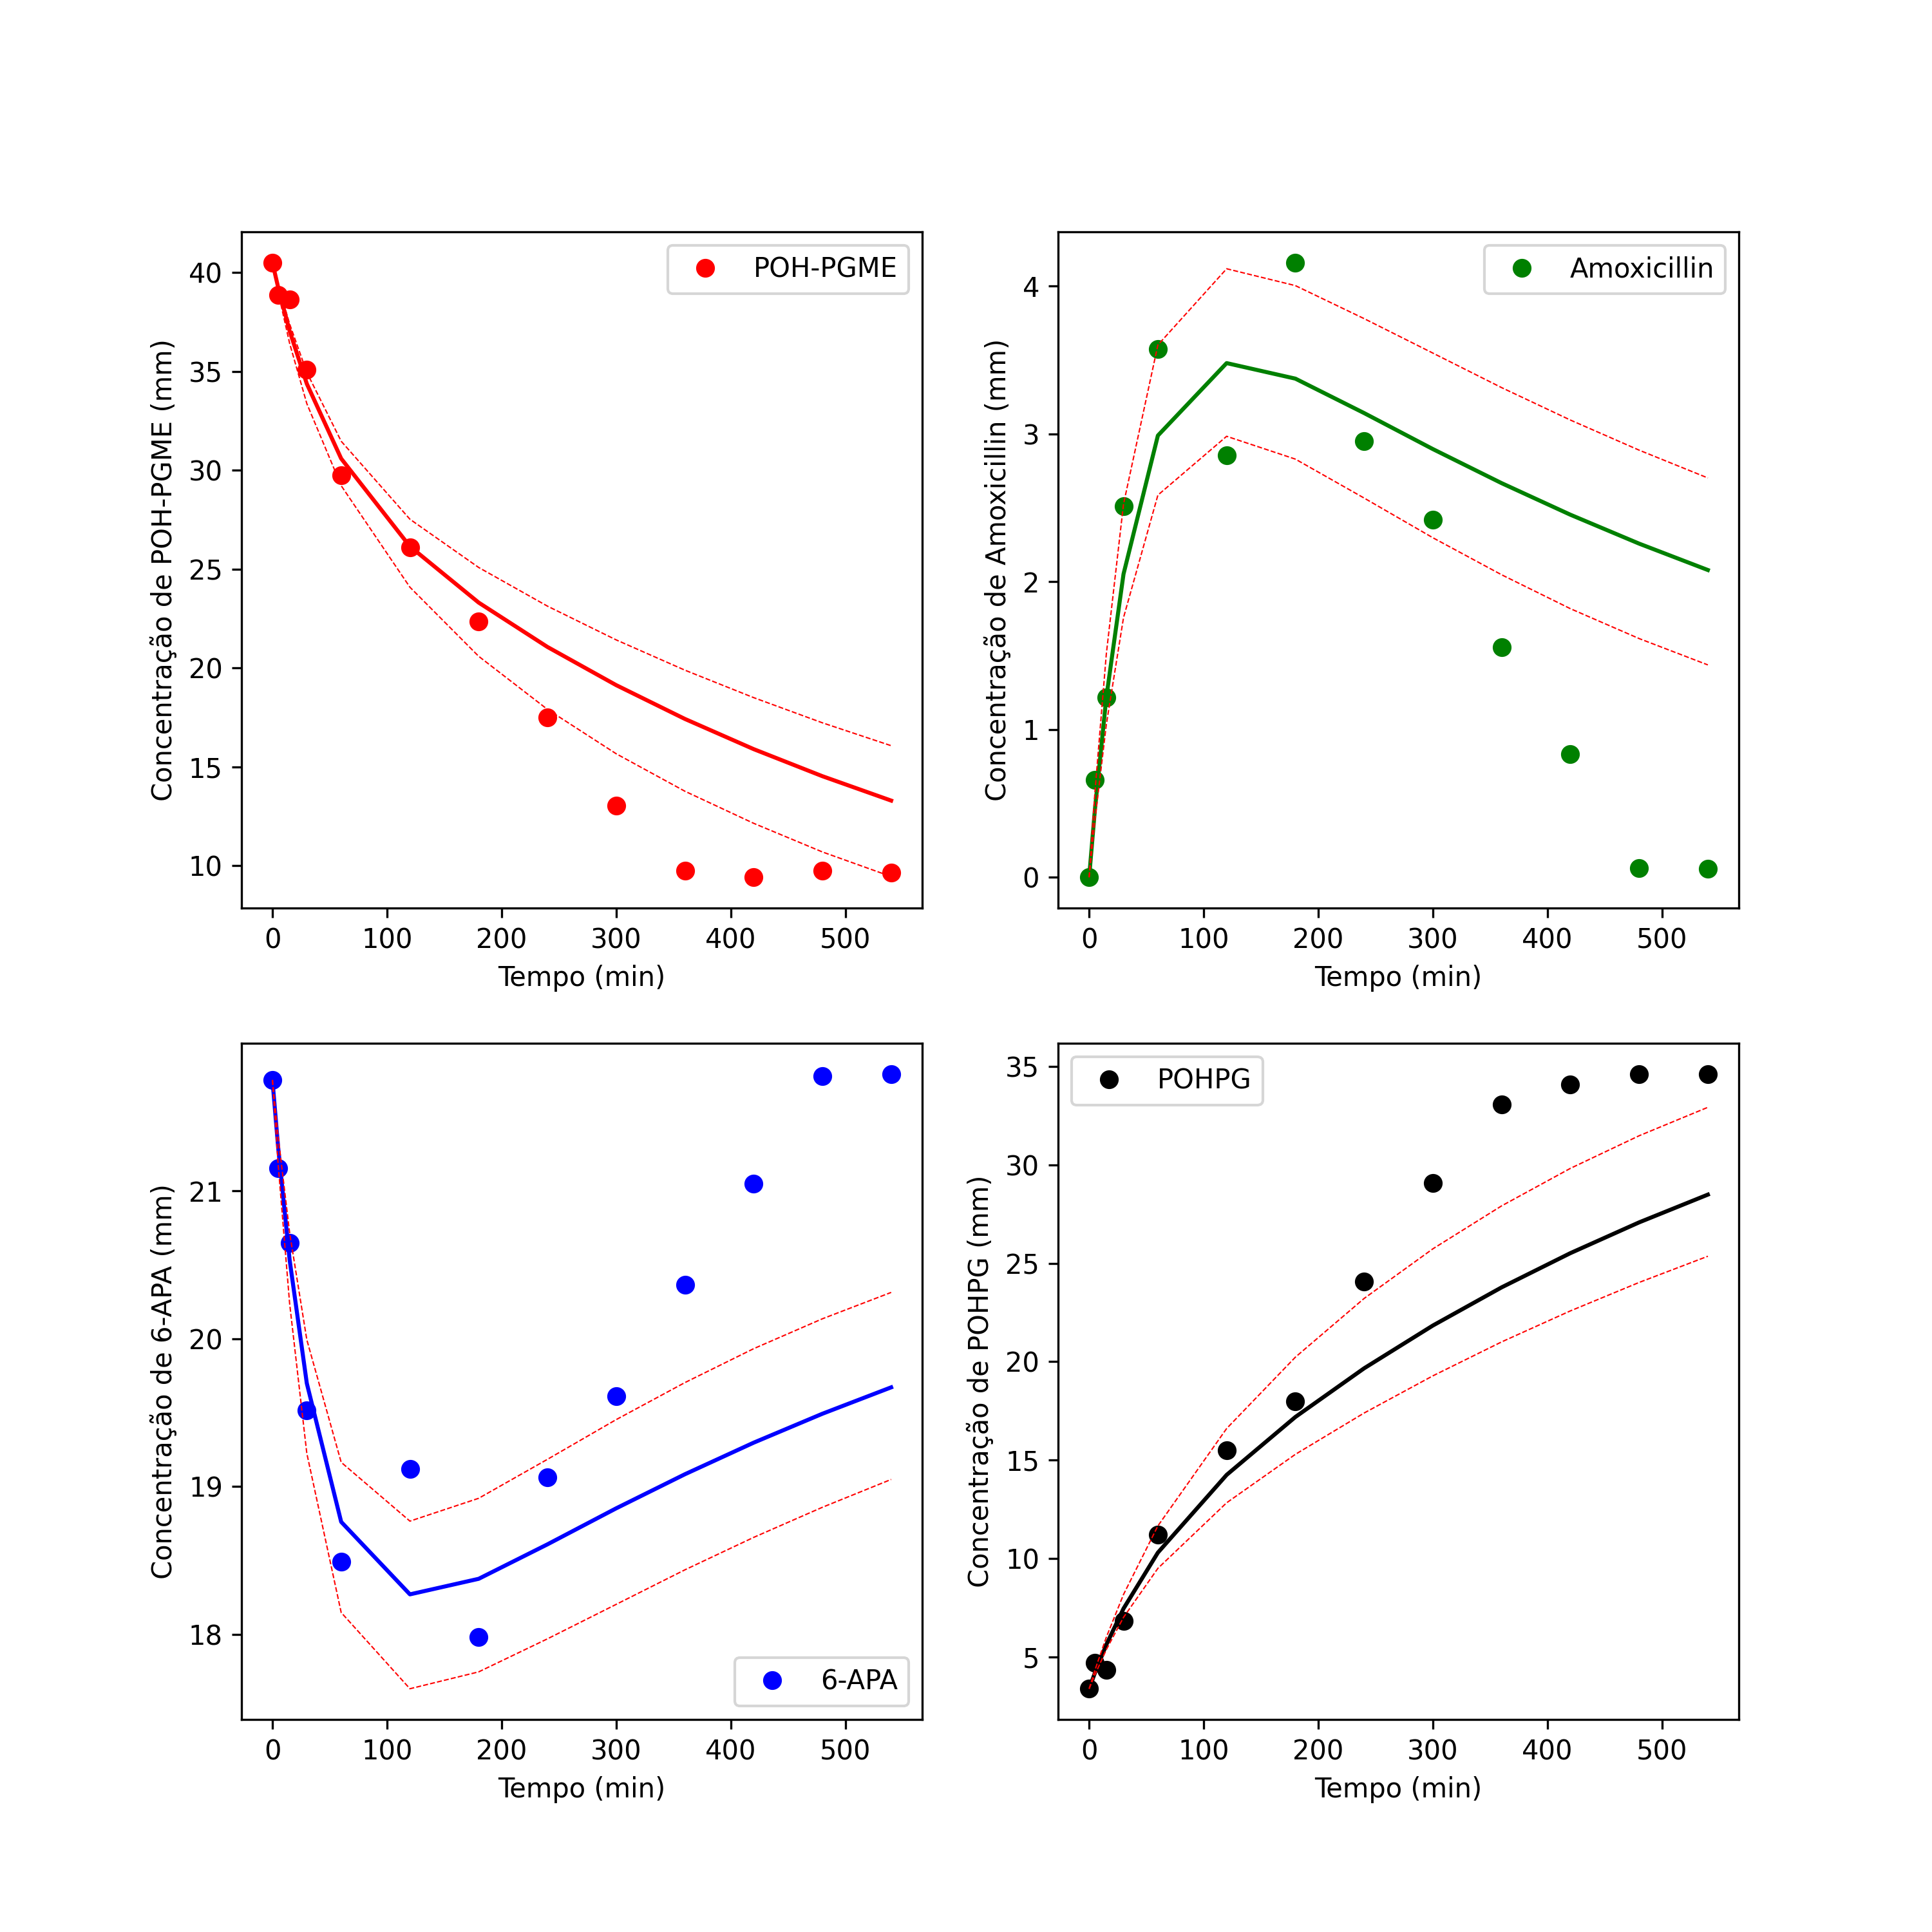 Concentração de POH-PGME (mm)
40
35
30
25
20
15
10
POH-PGME
0 100 200 300 400 500
Tempo (min)
Concentração de Amoxicillin (mm)
4
3
2
1
0
Amoxicillin
0 100 200 300 400 500
Tempo (min)
Concentração de 6-APA (mm)
21
20
19
18
6-APA
0 100 200 300 400 500
Tempo (min)
Concentração de POHPG (mm)
35
30
25
20
15
10
5
POHPG
0 100 200 300 400 500
Tempo (min)